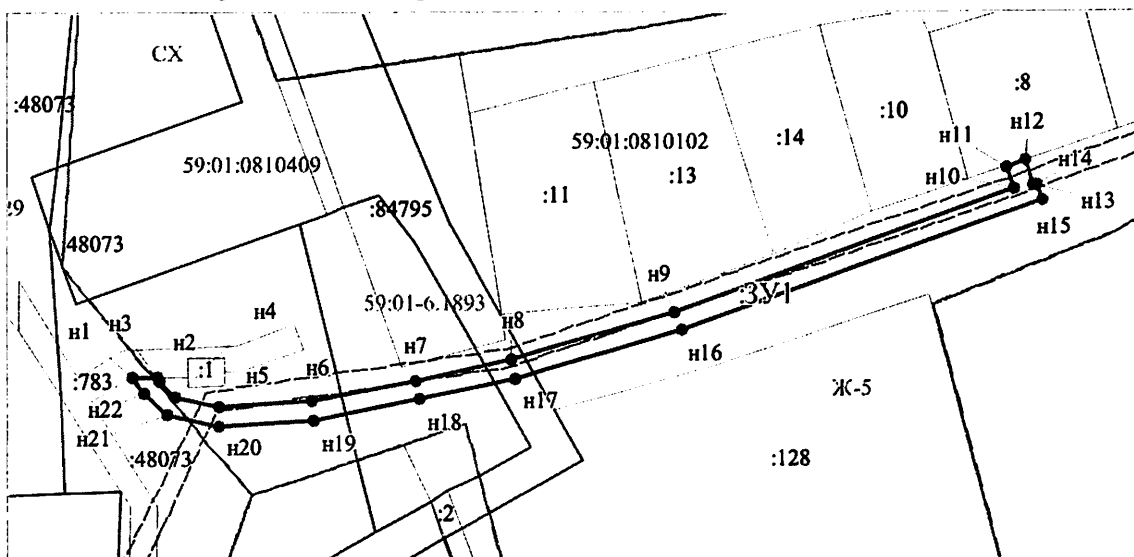 СХ
:8
:48073
:10
н12
н11
:14
59:01:0810102
59:01:0810409
н14
:13
н10
:11
н13
:84795
н15
48073
н9
:ЗУ1
59:01-6.1893
н4
н8
н1
н3
н2
н7
н16
:1
н5
н6
:783
Ж-5
н17
н22
н18
н21
н20
н19
:48073
:128
:2